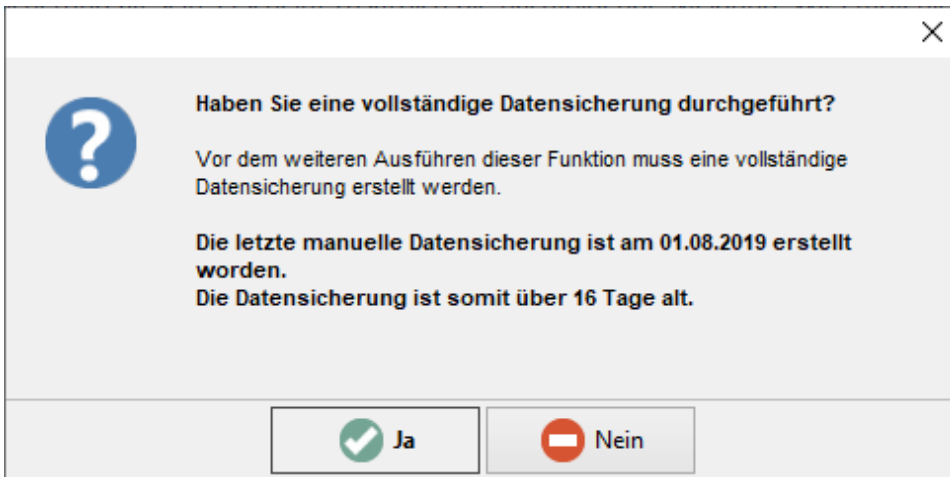 Haben Sie eine vollständige Datensicherung durchgeführt?
Vor dem weiteren Ausführen dieser Funktion muss eine vollständige
Datensicherung erstellt werden.
Die letzte manuelle Datensicherung ist am 01.08.2019 erstellt
worden.
Die Datensicherung ist somit über 16 Tage alt.
Ja
Nein